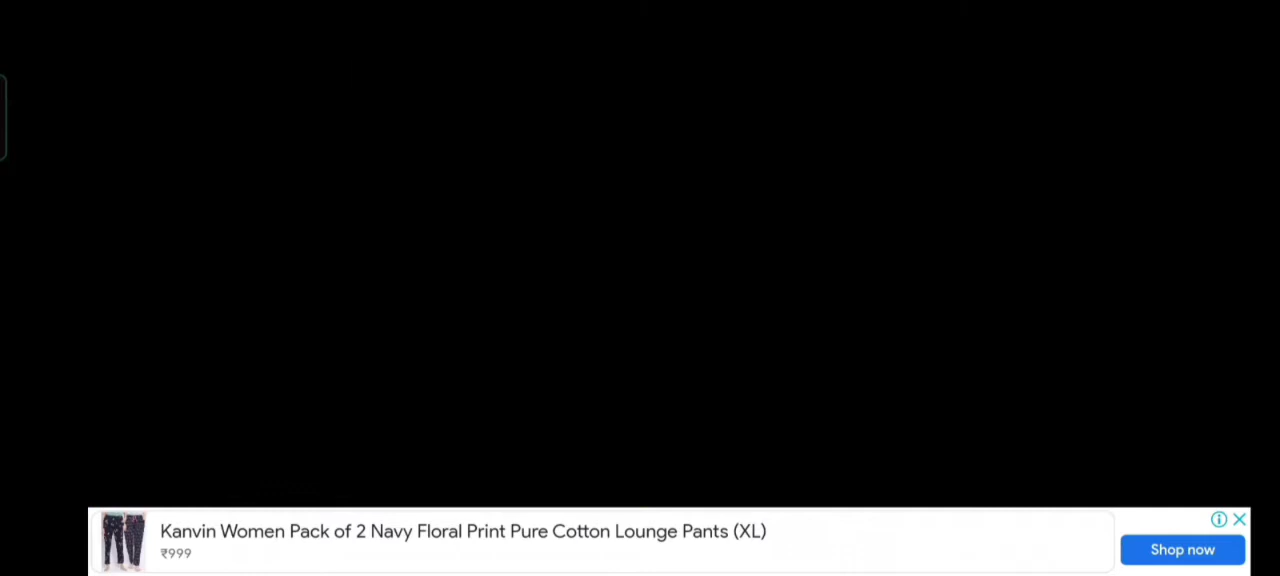 Kanvin Women Pack of 2 Navy Floral Print Pure Cotton Lounge Pants (XL)
₹999
Shop now